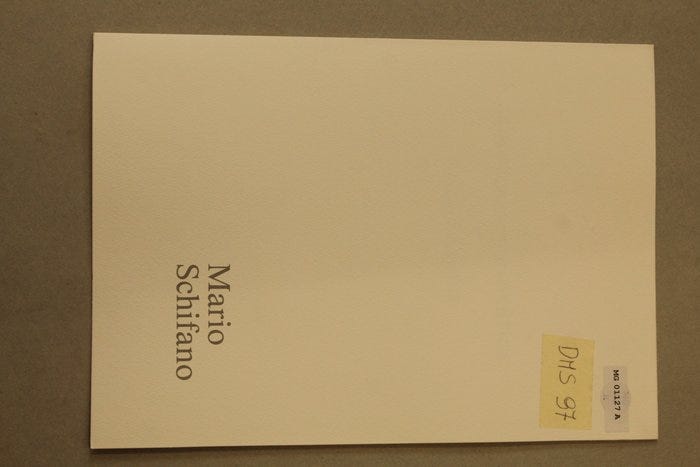 Mario
Schifano
DHS 97
MG 01127 A